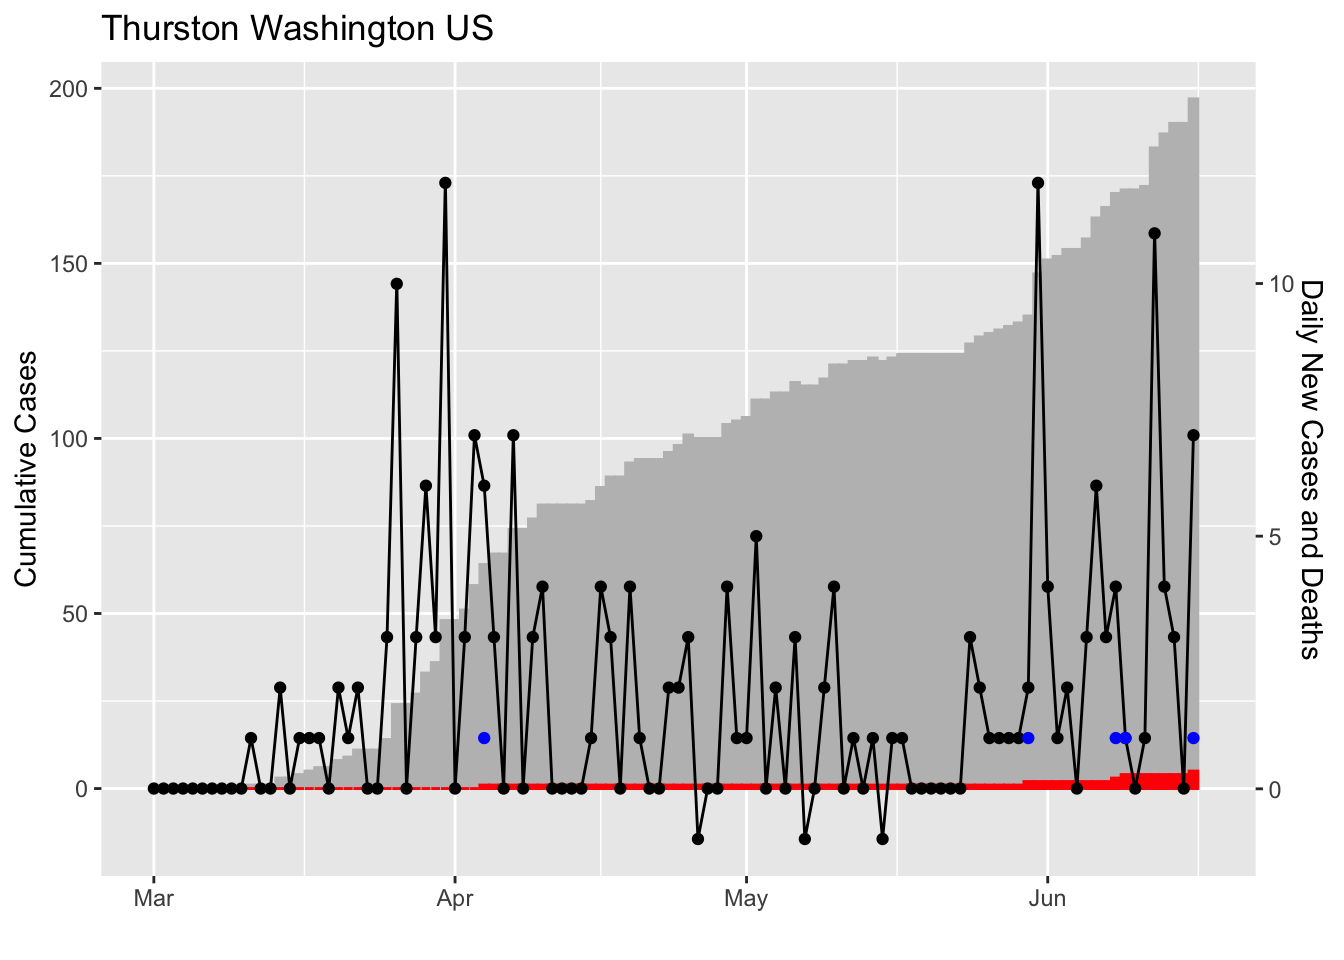 Thurston Washington US
200
150
100
50
0
Cumulative Cases
10
5
0
Daily New Cases and Deaths
Mar
Apr
May
Jun